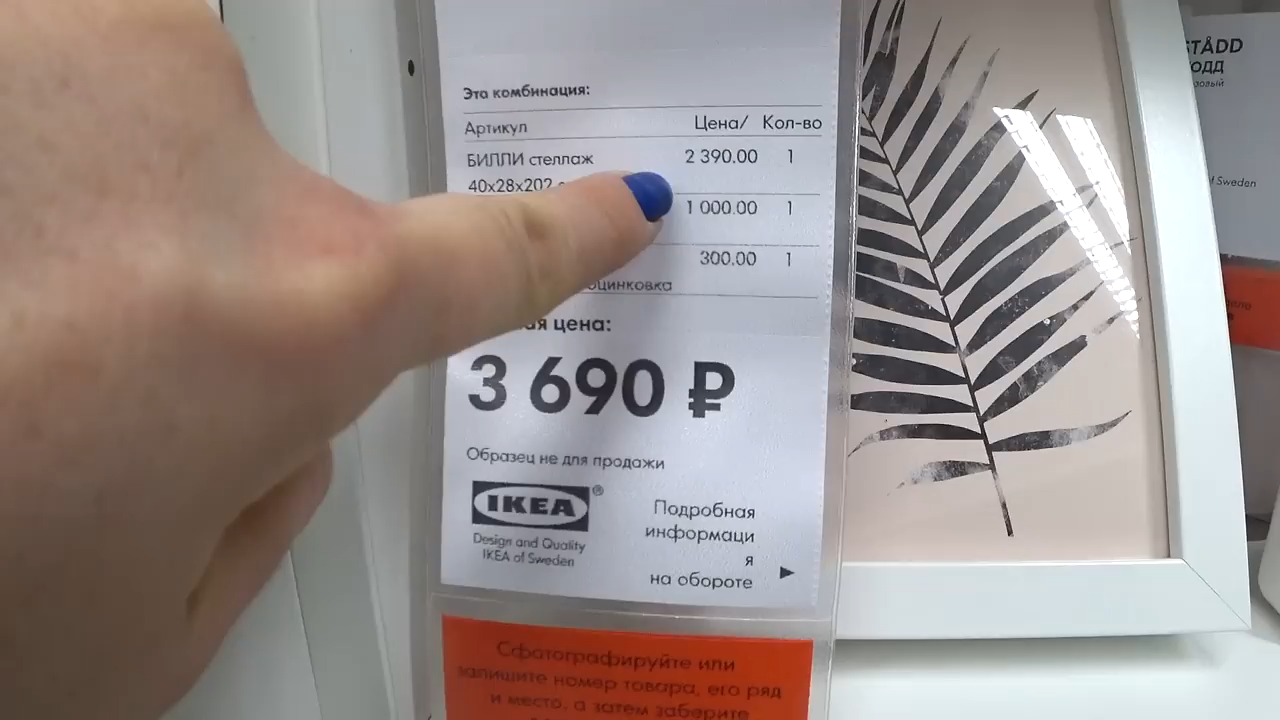 Эта комбинация:
Артикул Цена/ Кол-во
БИЛЛИ стеллаж 2 390.00 1
40x28x202
1 000.00 1
300.00 1
оцинковка
цена:
3 690 ₽
Образец не для продажи
IKEA®
Design and Quality
IKEA of Sweden
Подробная
информаци
я
на обороте ▶
Сфотографируйте или
запишите номер товара, его ряд
и место, а затем заберите
STÅDD
of Sweden